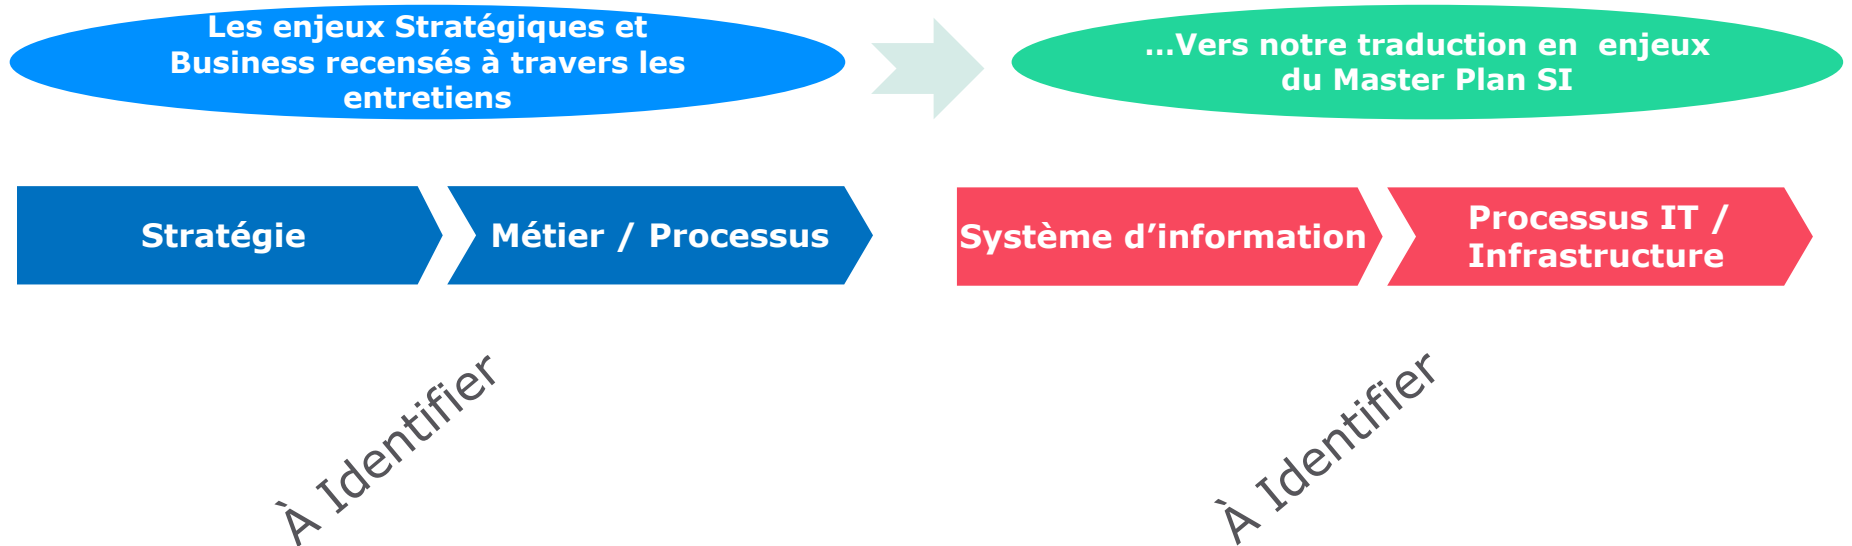 Les enjeux Stratégiques et
Business recensés à travers les
entretiens
…Vers notre traduction en  enjeux
du Master Plan SI
Stratégie
Métier / Processus
Système d’information
Processus IT /
Infrastructure
À Identifier
À Identifier